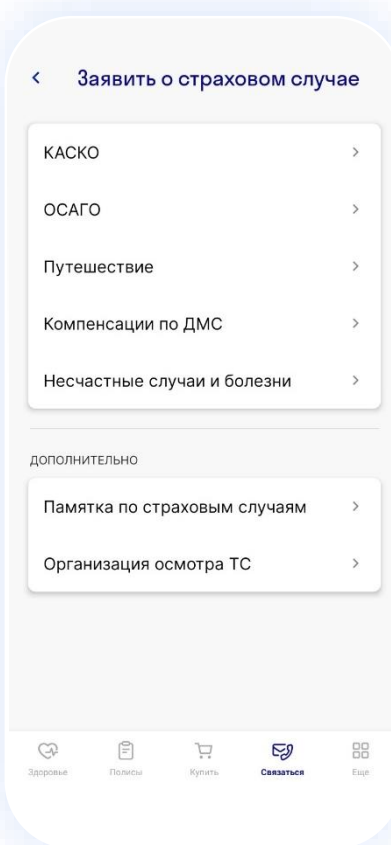 Заявить о страховом случае
КАСКО
ОСАГО
Путешествие
Компенсации по ДМС
Несчастные случаи и болезни
ДОПОЛНИТЕЛЬНО
Памятка по страховым случаям
Организация осмотра ТС
Здоровье Полисы Купить Связаться Еще